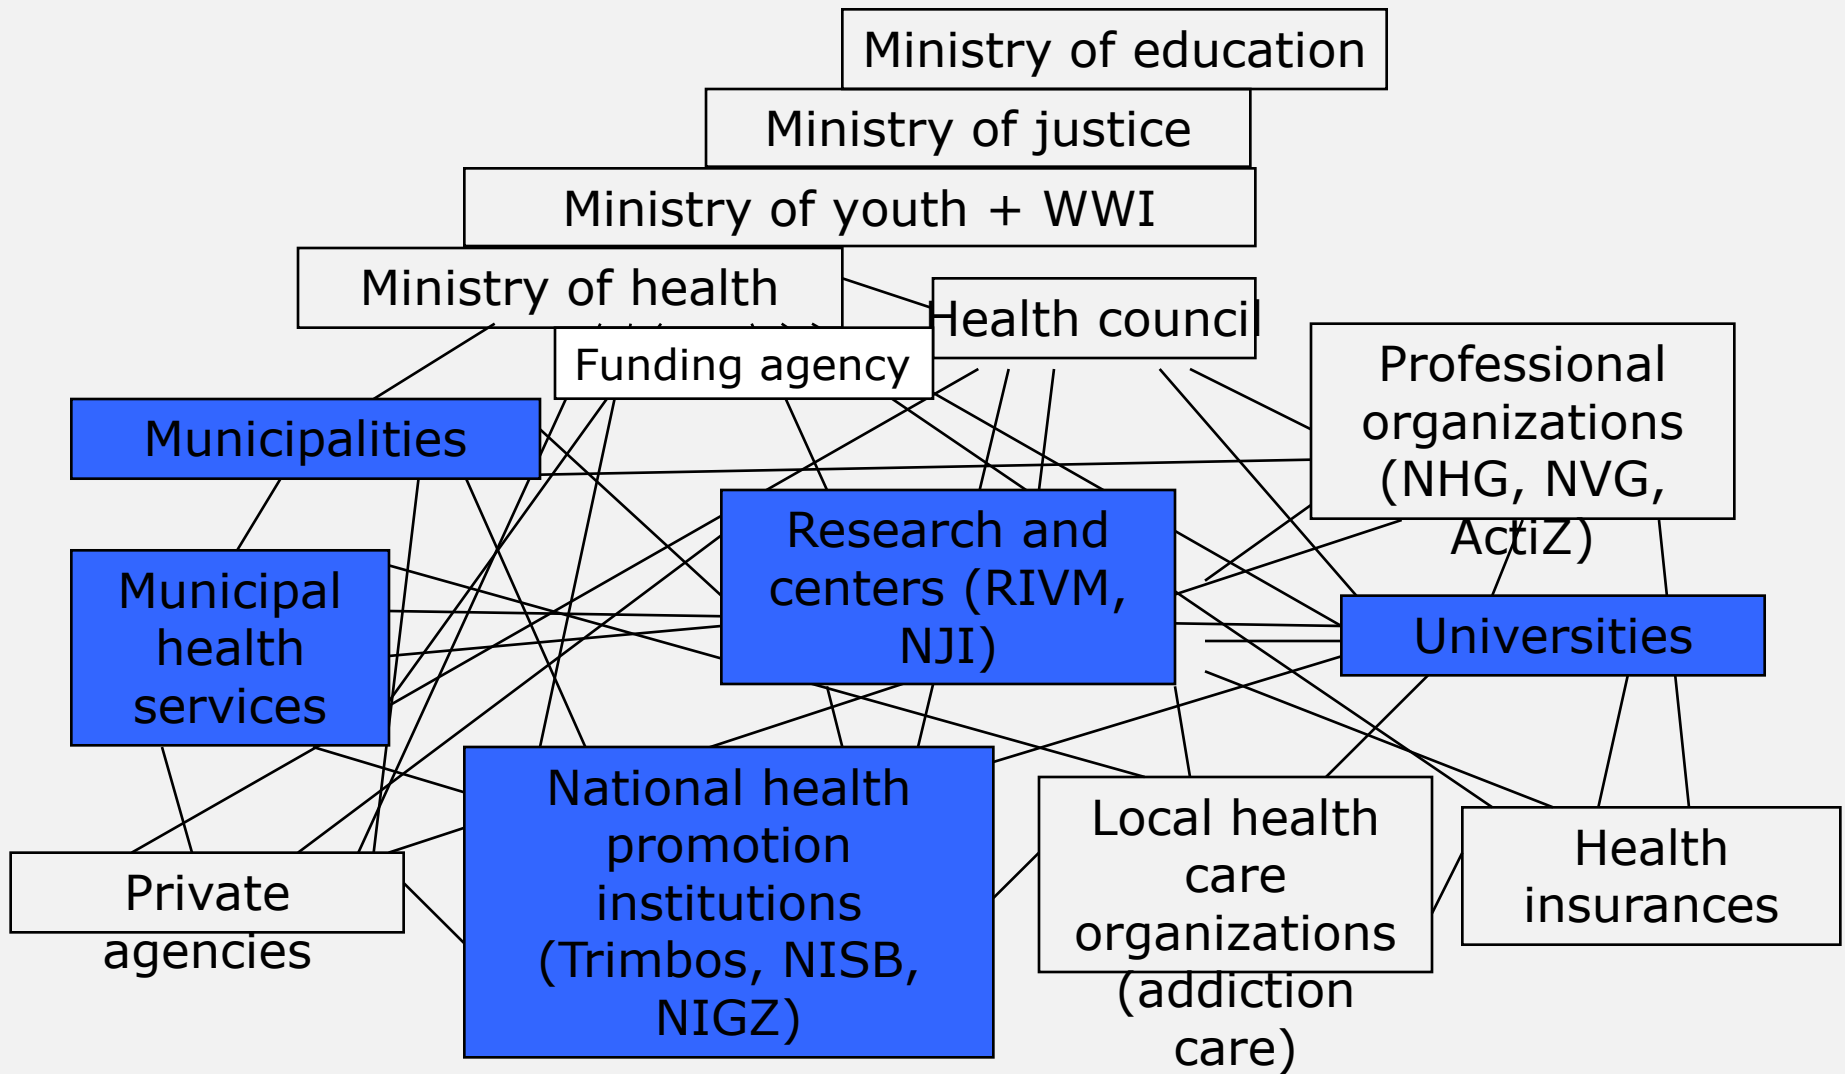 Ministry of education
Ministry of justice
Ministry of youth + WWI
Ministry of health
Health council
Funding agency
Professional
organizations
(NHG, NVG,
ActiZ)
Municipalities
Research and
centers (RIVM,
NJI)
Municipal
health
services
Universities
National health
promotion
institutions
(Trimbos, NISB,
NIGZ)
Local health
care
organizations
(addiction
care)
Health
insurances
Private
agencies